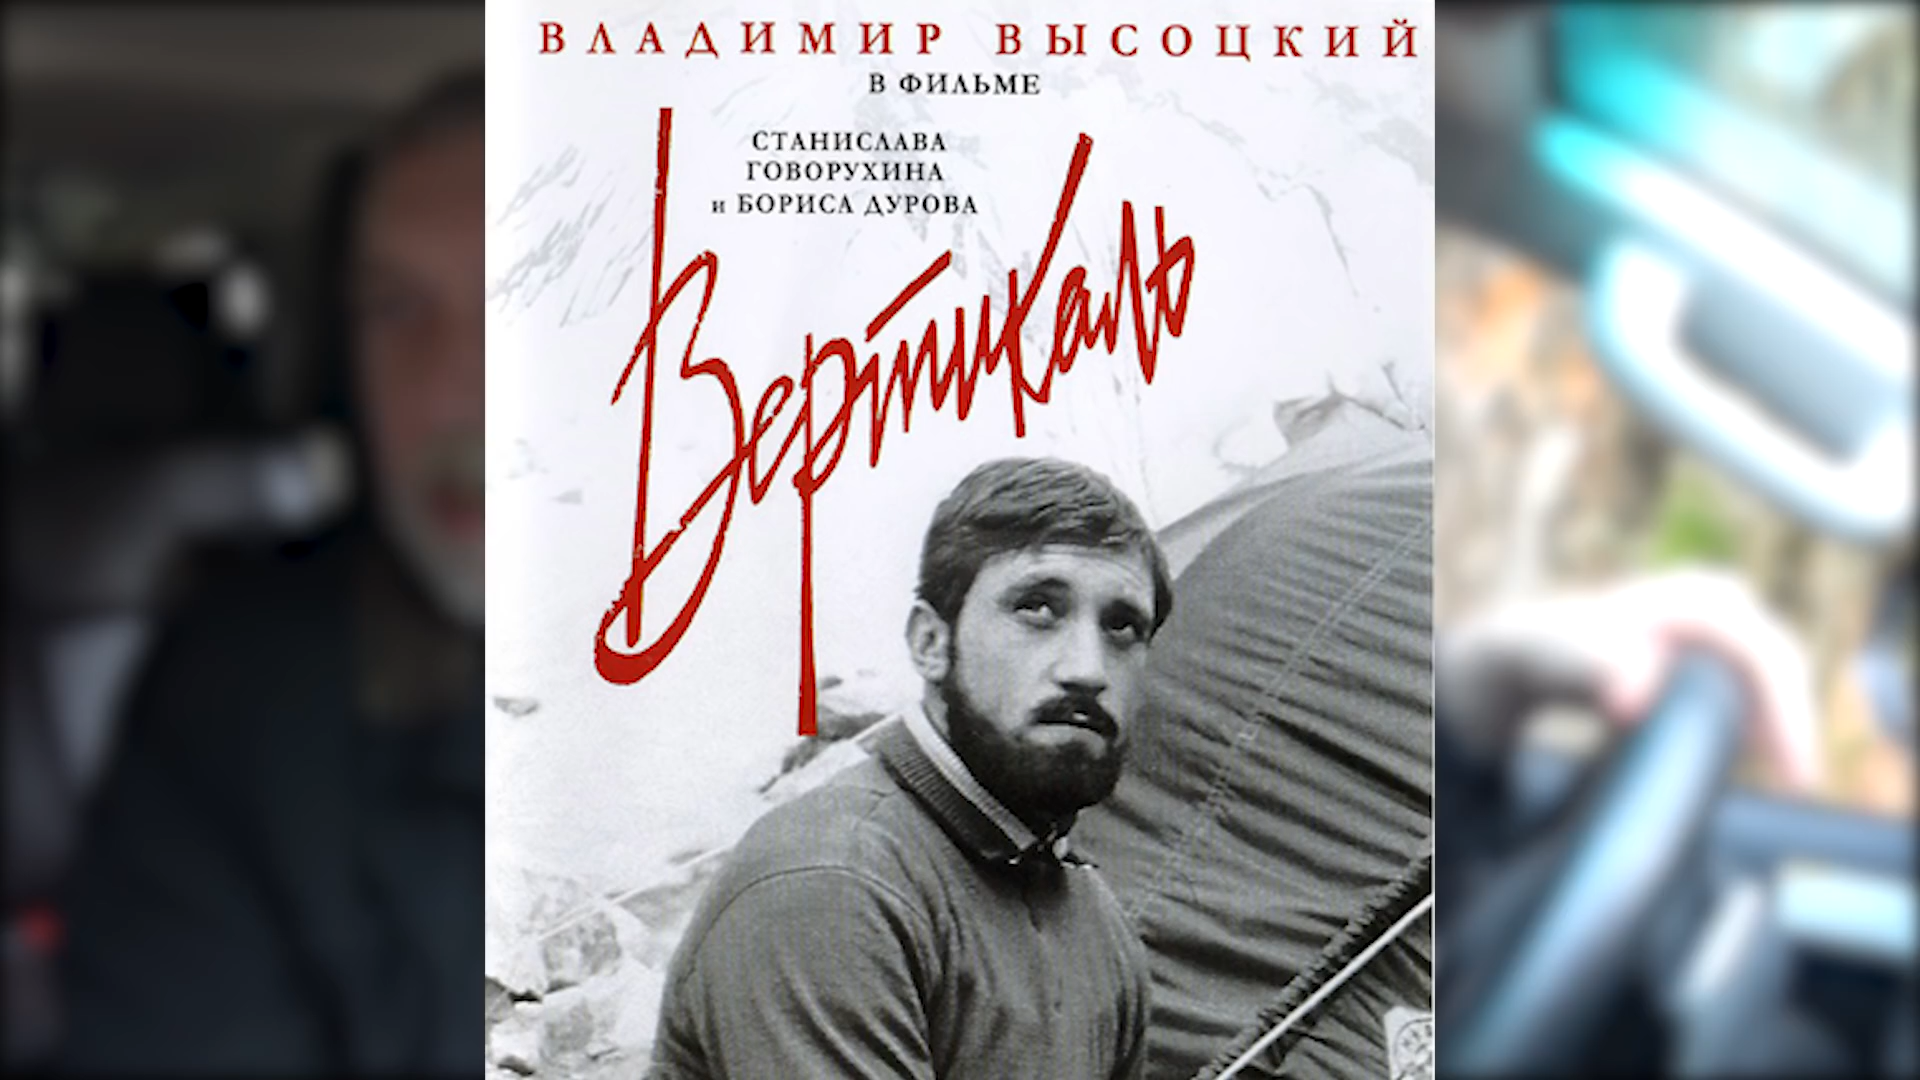 ВЛАДИМИР ВЫСОЦКИЙ
В ФИЛЬМЕ
СТАНИСЛАВА
ГОВОРУХИНА
и БОРИСА ДУРОВА
Вертикаль